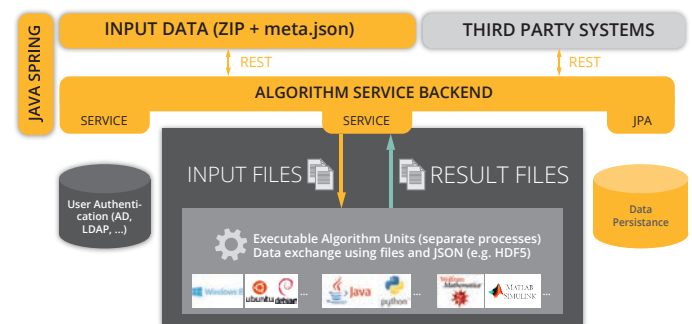 JAVA SPRING
INPUT DATA (ZIP + meta.json)
THIRD PARTY SYSTEMS
REST
REST
ALGORITHM SERVICE BACKEND
SERVICE
SERVICE
JPA
INPUT FILES
RESULT FILES
User Authenti-
cation (AD,
LDAP, ...)
Data
Persistance
Executable Algorithm Units (separate processes)
Data exchange using files and JSON (e.g. HDF5)
Windows
ubuntu
debian
...
Java
python
...
Wolfram
Mathematica
MATLAB
SIMULINK
...